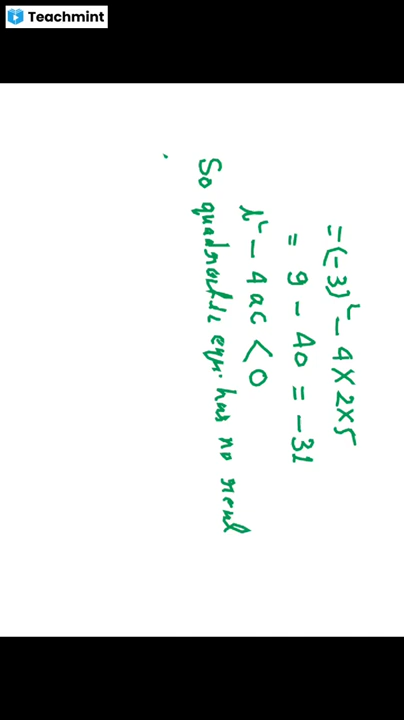 Teachmint
= (-3)² - 4 × 2 × 5
= 9 - 40 = -31
b² - 4ac < 0
So quadratic eqn. has no real